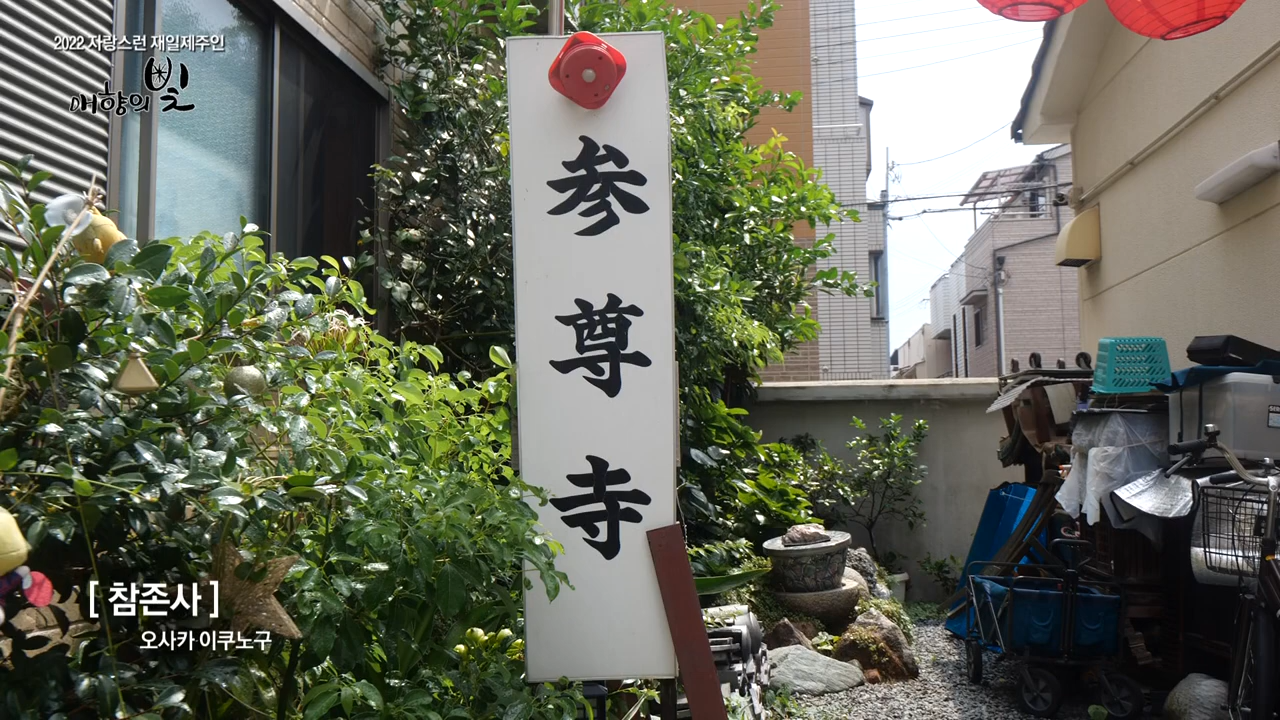 2022 자랑스런 재일제주인
애향의 빛
参
尊
寺
[ 참존사 ]
오사카 이쿠노구